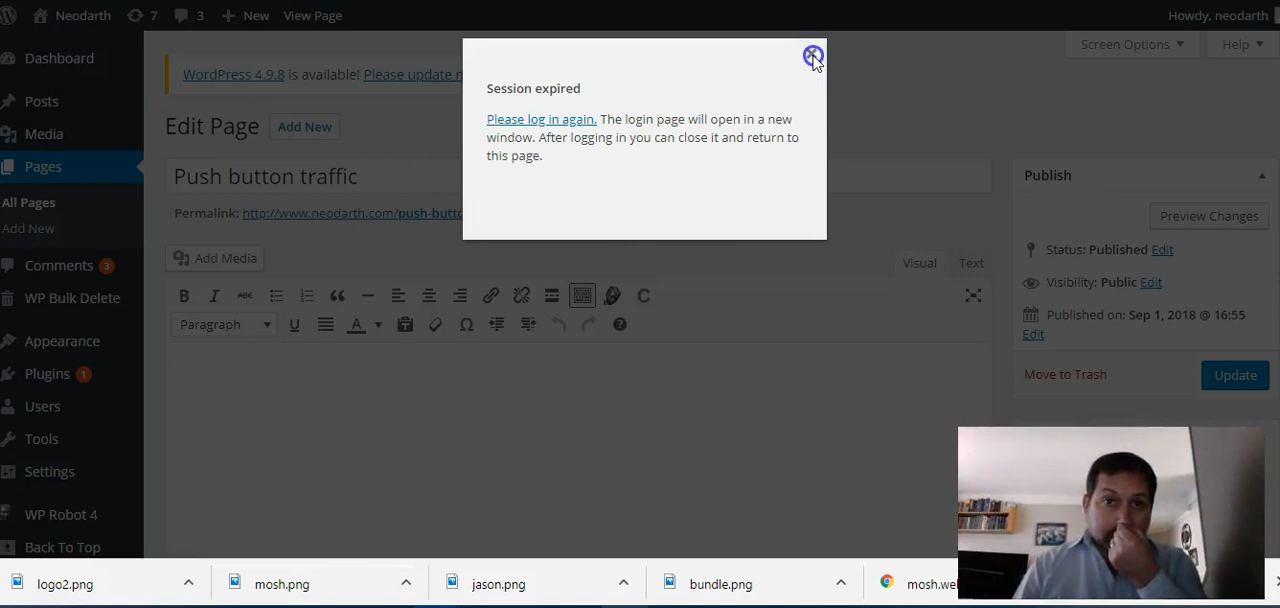 Neodarth
7
3
New
View Page
Howdy, neodarth
Dashboard
Posts
Media
Pages
All Pages
Add New
Comments 3
WP Bulk Delete
Appearance
Plugins 1
Users
Tools
Settings
WP Robot 4
Back To Top
Screen Options
Help
WordPress 4.9.8 is available! Please update n
Edit Page
Add New
Push button traffic
Permalink: http://www.neodarth.com/push-butto
Add Media
Visual
Text
Paragraph
Session expired
Please log in again. The login page will open in a new
window. After logging in you can close it and return to
this page.
Publish
Preview Changes
Status: Published Edit
Visibility: Public Edit
Published on: Sep 1, 2018 @ 16:55
Edit
Move to Trash
Update
logo2.png
mosh.png
jason.png
bundle.png
mosh.we